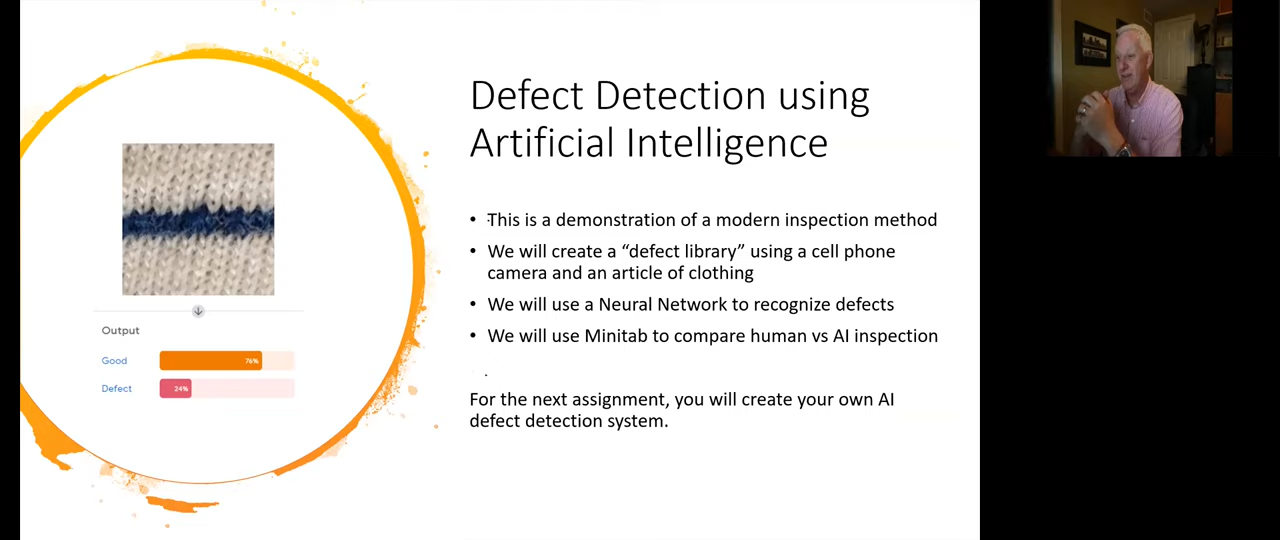 Defect Detection using
Artificial Intelligence
• This is a demonstration of a modern inspection method
• We will create a “defect library” using a cell phone
camera and an article of clothing
• We will use a Neural Network to recognize defects
• We will use Minitab to compare human vs AI inspection
.
For the next assignment, you will create your own AI
defect detection system.
Output
Good 76%
Defect 24%